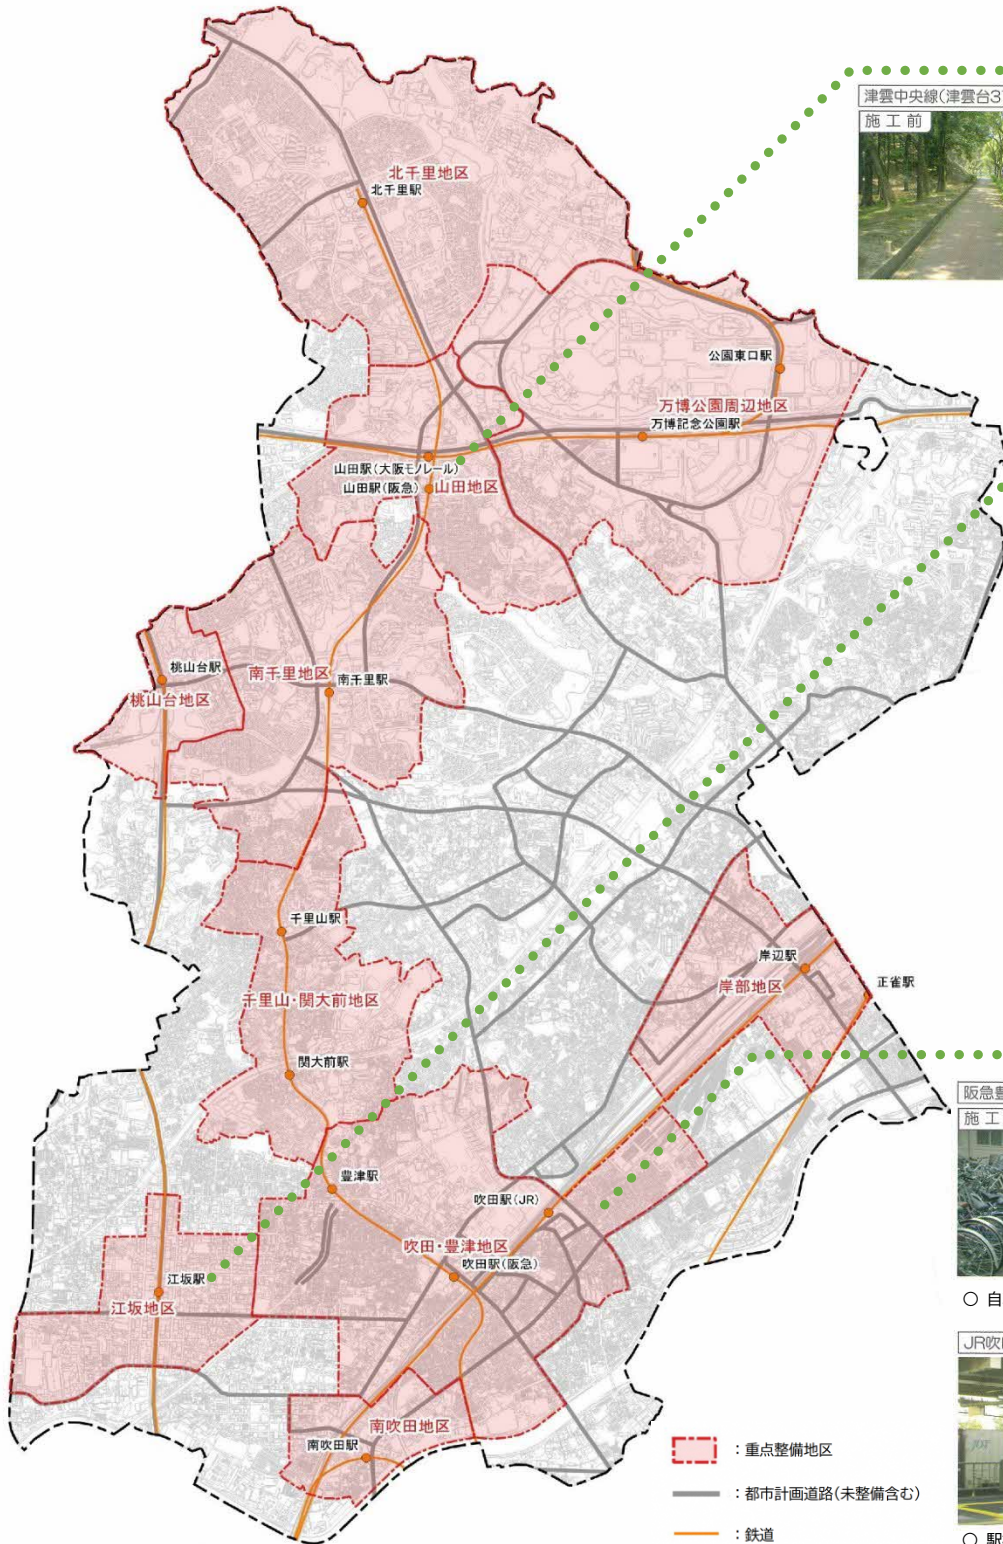 津雲中央線(津雲台3
施工前
北千里地区
北千里駅
公園東口駅
万博公園周辺地区
万博記念公園駅
山田駅(大阪モノレール)
山田駅(阪急)
山田地区
桃山台駅
桃山台地区
南千里地区
南千里駅
千里山駅
千里山・関大前地区
関大前駅
岸辺駅
岸部地区
正雀駅
阪急豊
施工
豊津駅
吹田駅(JR)
吹田・豊津地区
吹田駅(阪急)
江坂駅
江坂地区
○ 自
JR吹
南吹田地区
南吹田駅
：重点整備地区
：都市計画道路(未整備含む)
：鉄道
○ 駅